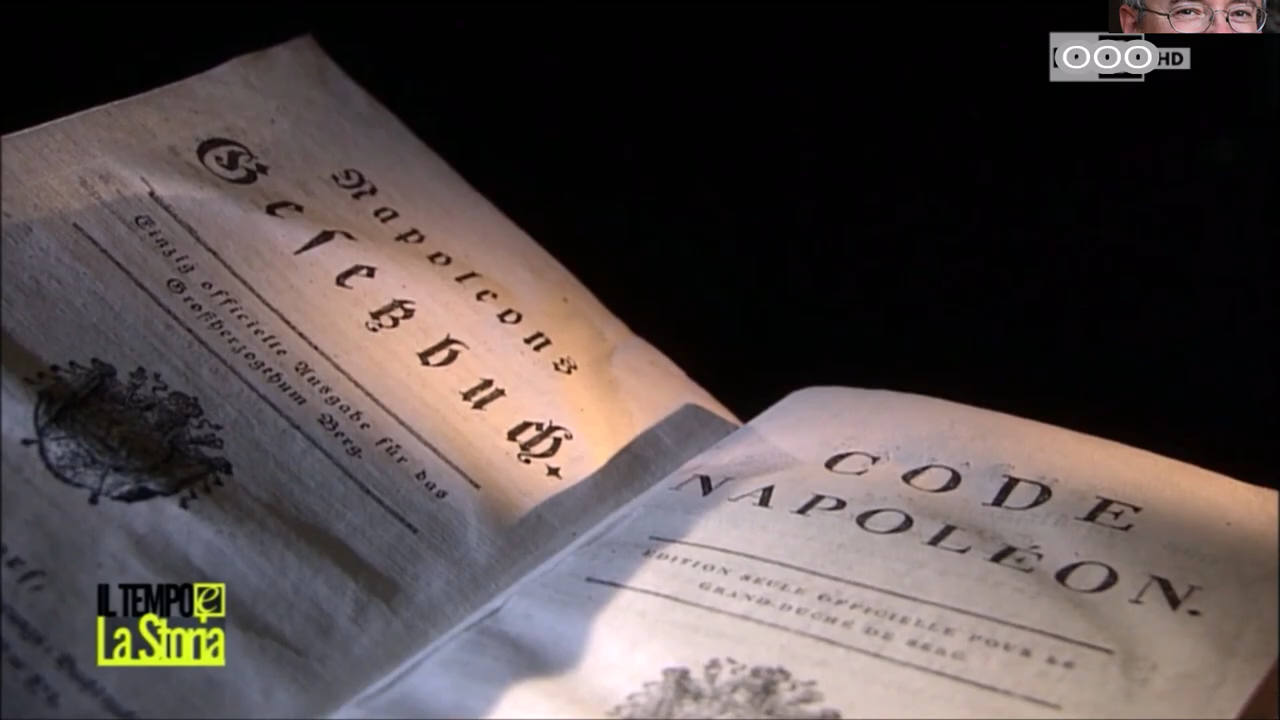 Napoleons
Gesetzbuch.
Einzig officielle Ausgabe für das
Großherzogthum Berg.
CODE
NAPOLÉON.
ÉDITION SEULE OFFICIELLE POUR LE
GRAND-DUCHÉ DE BERG.
IL TEMPO e
La Storia
HD